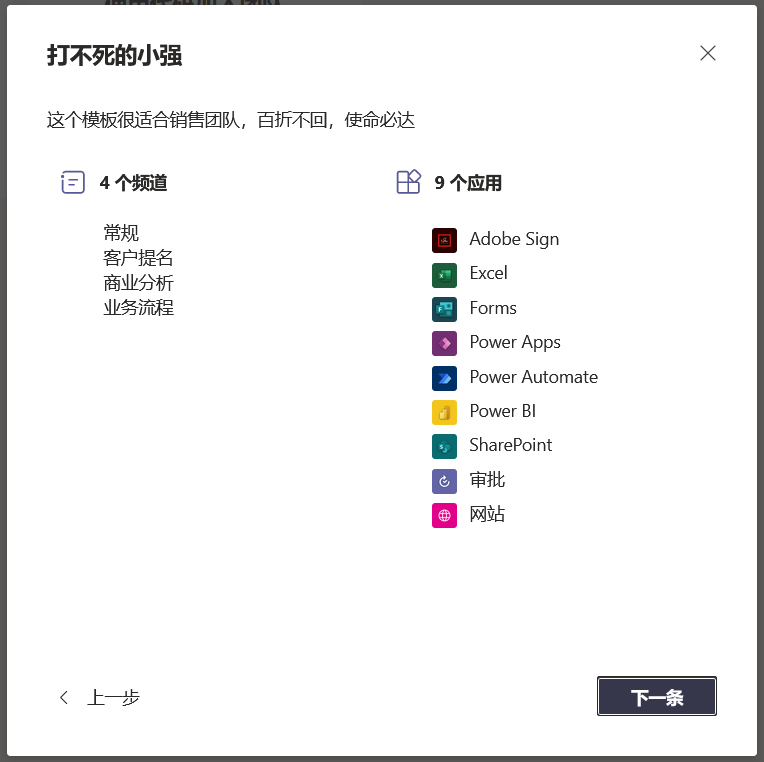 打不死的小强
这个模板很适合销售团队，百折不回，使命必达
4 个频道
常规
客户提名
商业分析
业务流程
9 个应用
Adobe Sign
Excel
Forms
Power Apps
Power Automate
Power BI
SharePoint
审批
网站
上一步
下一条